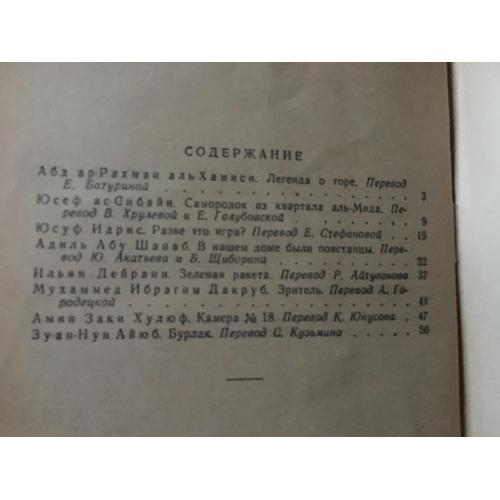 СОДЕРЖАНИЕ
Абд ар-Рахман аль-Хамиси. Легенда о горе. Перевод
Е. Батуриной . . . . . . . . . . . . . 3
Юсеф ас-Сибайи. Самородок из квартала аль-Мида. Пе-
ревод В. Хрулевой и Е. Голубовской . . . . . . . 9
Юсуф Идрис. Разве это игра? Перевод Е. Стефановой . . 19
Адиль Абу Шанаб. В нашем доме были повстанцы. Пере-
вод Ю. Акатьева и Б. Щиборина . . . . . . . . 32
Ильян Дейрани. Зеленая ракета. Перевод Р. Айтуганова 37
Мухаммед Ибрагим Дакруб. Зритель. Перевод А. Го-
родецкой . . . . . . . . . . . . . . 41
Амин Заки Хулюф. Камера № 18. Перевод К. Юнусова . 47
Зу-ан-Нун Айюб. Бурлак. Перевод С. Кузьмина . . . . . 56